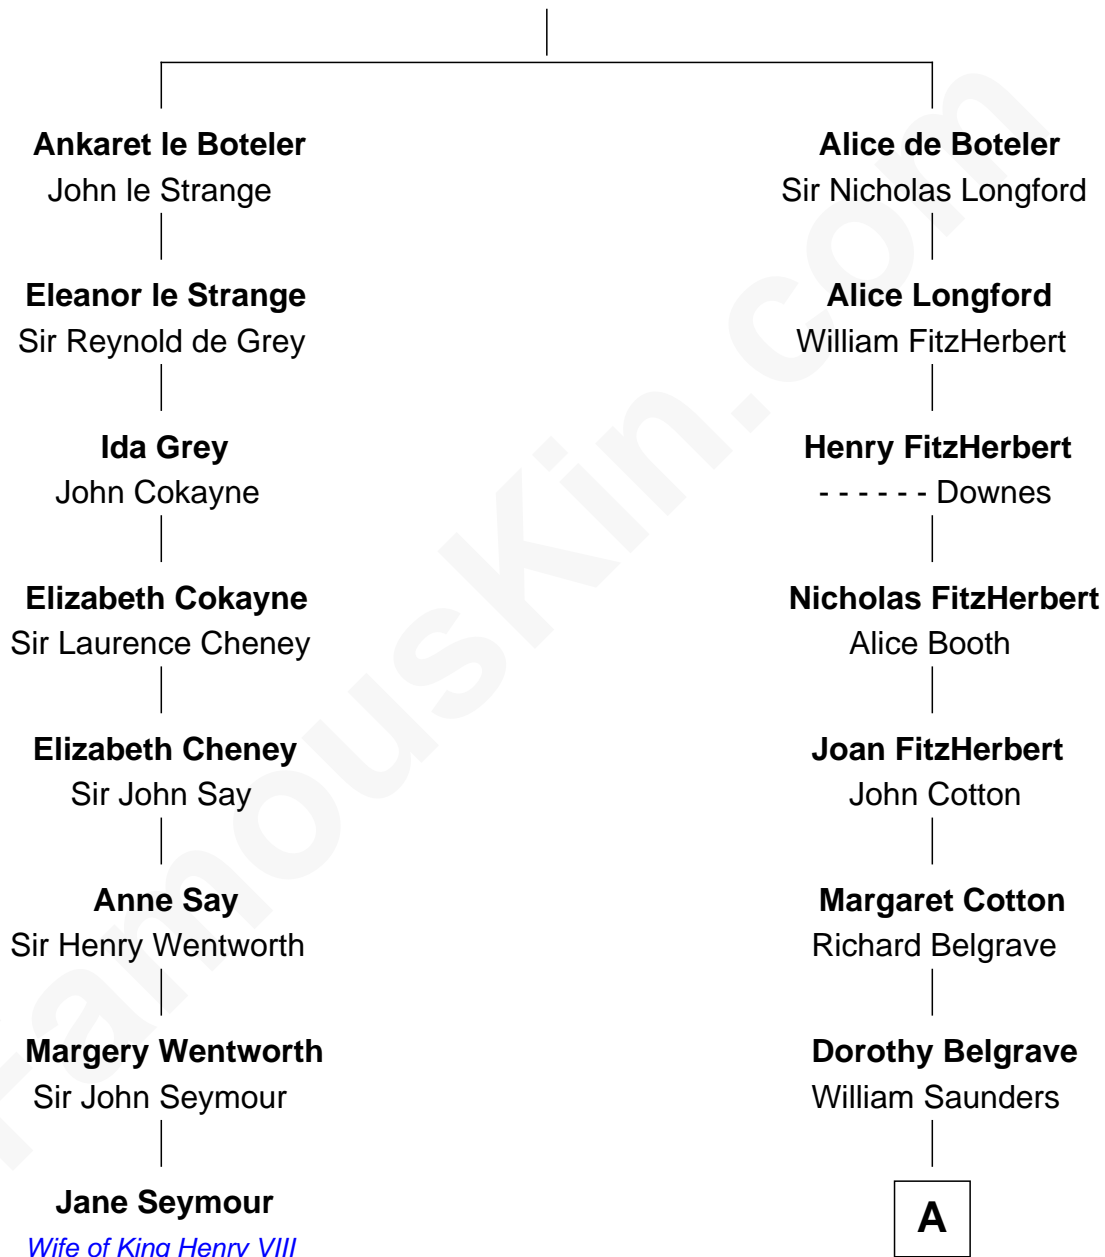 Ankaret le Boteler
John le Strange
Eleanor le Strange
Sir Reynold de Grey
Ida Grey
John Cokayne
Elizabeth Cokayne
Sir Laurence Cheney
Elizabeth Cheney
Sir John Say
Anne Say
Sir Henry Wentworth
Margery Wentworth
Sir John Seymour
Jane Seymour
Wife of King Henry VIII
Alice de Boteler
Sir Nicholas Longford
Alice Longford
William FitzHerbert
Henry FitzHerbert
- - - - - - Downes
Nicholas FitzHerbert
Alice Booth
Joan FitzHerbert
John Cotton
Margaret Cotton
Richard Belgrave
Dorothy Belgrave
William Saunders
A
FamousKin.com